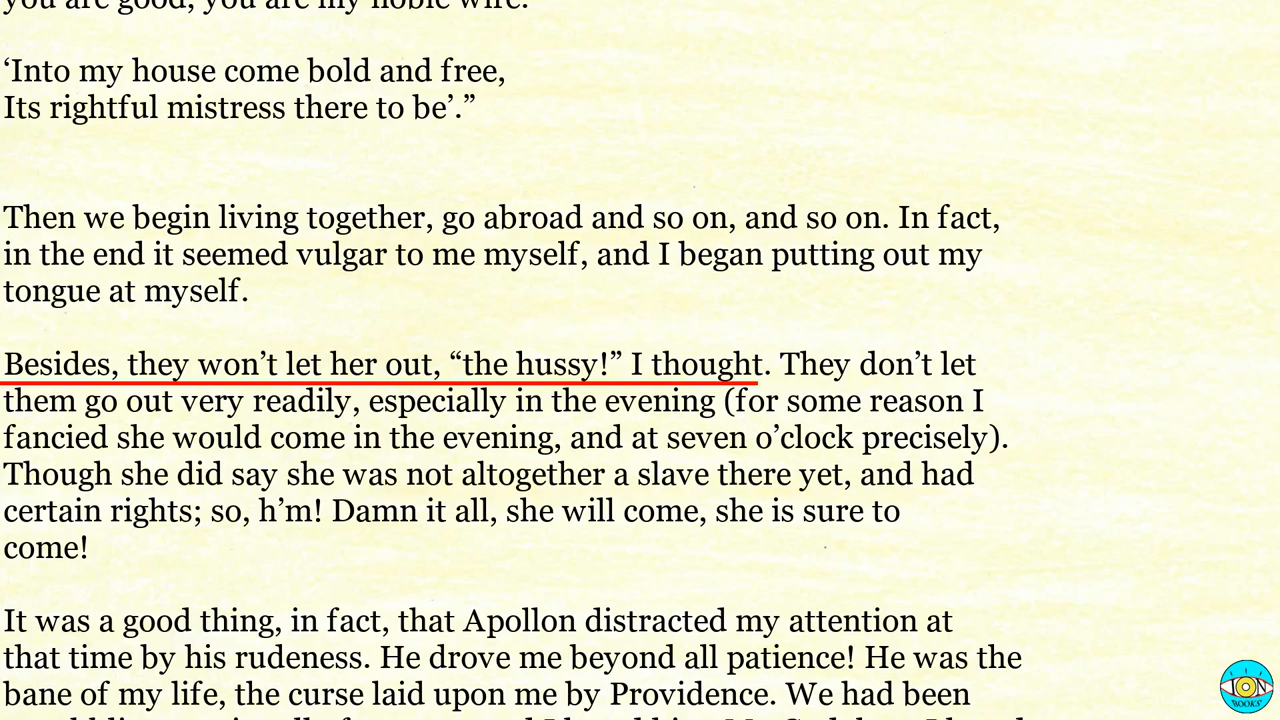 you are good, you are my noble wife.
‘Into my house come bold and free,
Its rightful mistress there to be’.”
Then we begin living together, go abroad and so on, and so on. In fact,
in the end it seemed vulgar to me myself, and I began putting out my
tongue at myself.
Besides, they won’t let her out, “the hussy!” I thought. They don’t let
them go out very readily, especially in the evening (for some reason I
fancied she would come in the evening, and at seven o’clock precisely).
Though she did say she was not altogether a slave there yet, and had
certain rights; so, h’m! Damn it all, she will come, she is sure to
come!
It was a good thing, in fact, that Apollon distracted my attention at
that time by his rudeness. He drove me beyond all patience! He was the
bane of my life, the curse laid upon me by Providence. We had been
ION
BOOKS